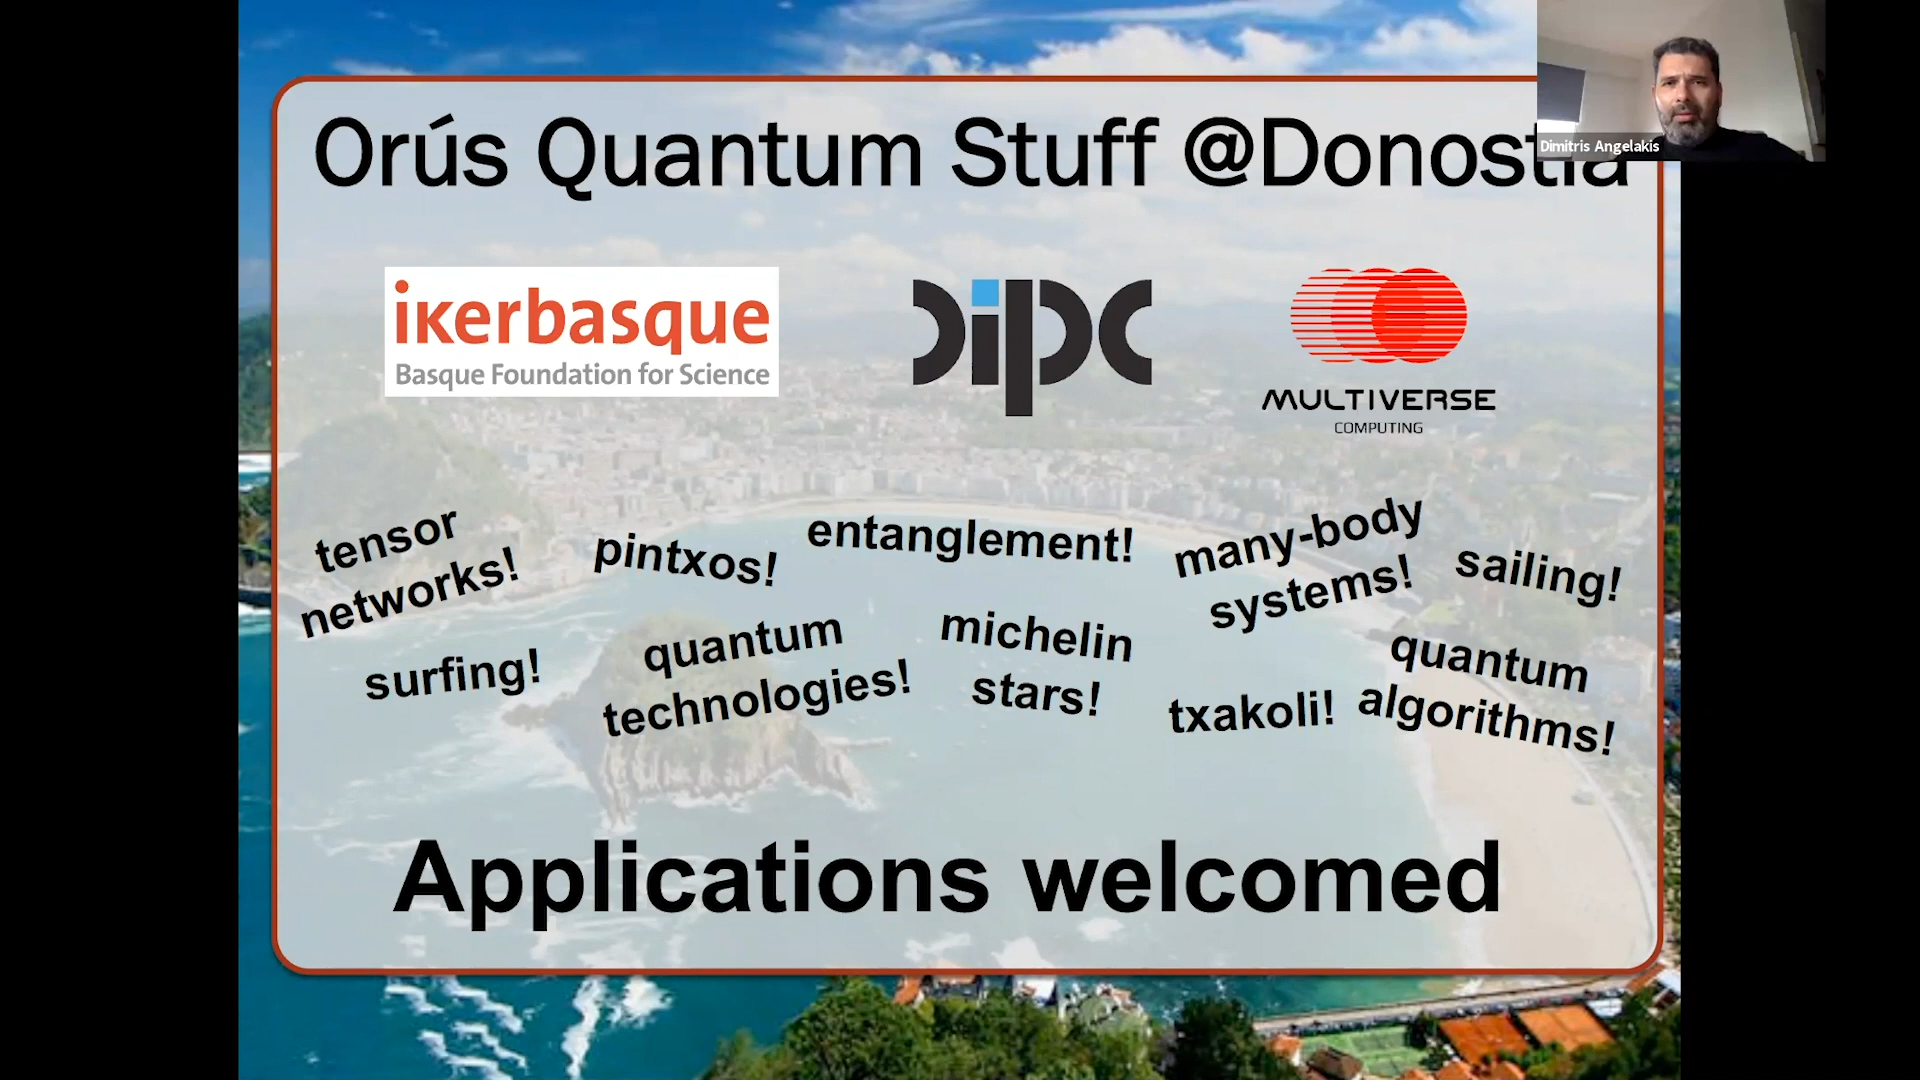 Orús Quantum Stuff @Donostia
Dimitris Angelakis
ikerbasque
Basque Foundation for Science
dipc
MULTIVERSE
COMPUTING
tensor
networks!
pintxos!
entanglement!
many-body
systems!
sailing!
surfing!
quantum
technologies!
michelin
stars!
txakoli!
quantum
algorithms!
Applications welcomed